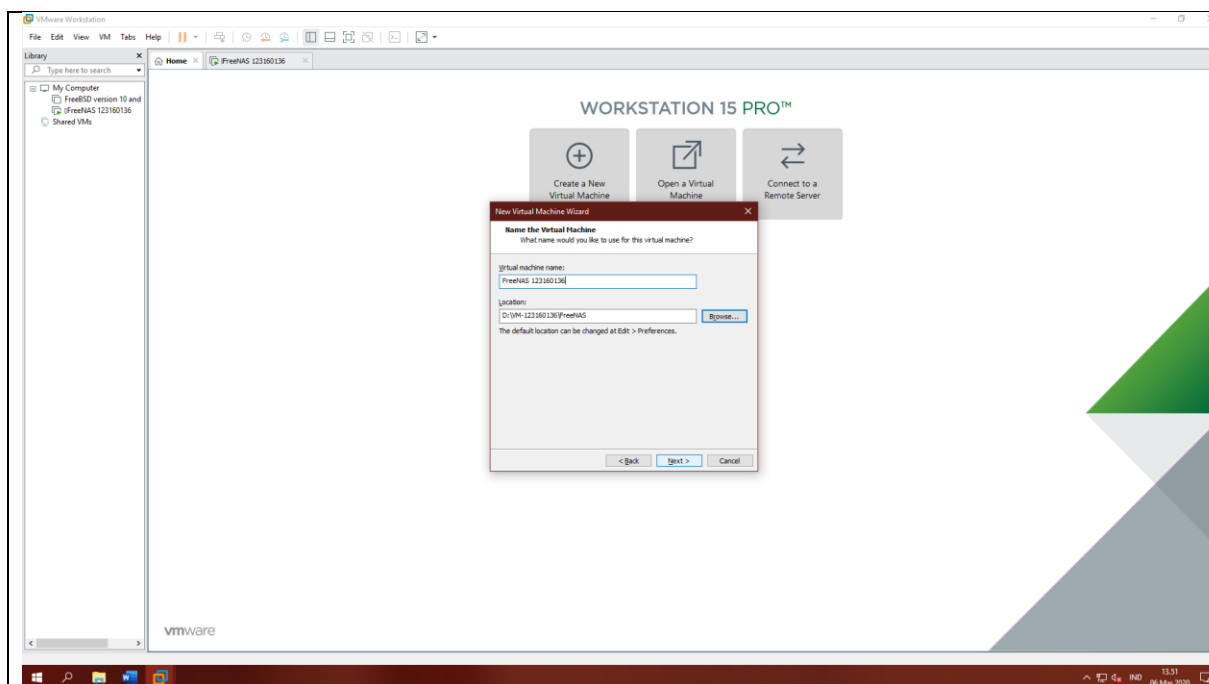 VMware Workstation
File Edit View VM Tabs Help
Library
Type here to search
My Computer
FreeBSD version 10 and
(FreeNAS 123160136
Shared VMs
Home
(FreeNAS 123160136
WORKSTATION 15 PRO™
Create a New
Virtual Machine
Open a Virtual
Machine
Connect to a
Remote Server
New Virtual Machine Wizard
Name the Virtual Machine
What name would you like to use for this virtual machine?
Virtual machine name:
FreeNAS 123160136
Location:
D:\VM-123160136\FreeNAS
Browse...
The default location can be changed at Edit > Preferences.
< Back
Next >
Cancel
vmware
IND
13.51
06 Mar 2020